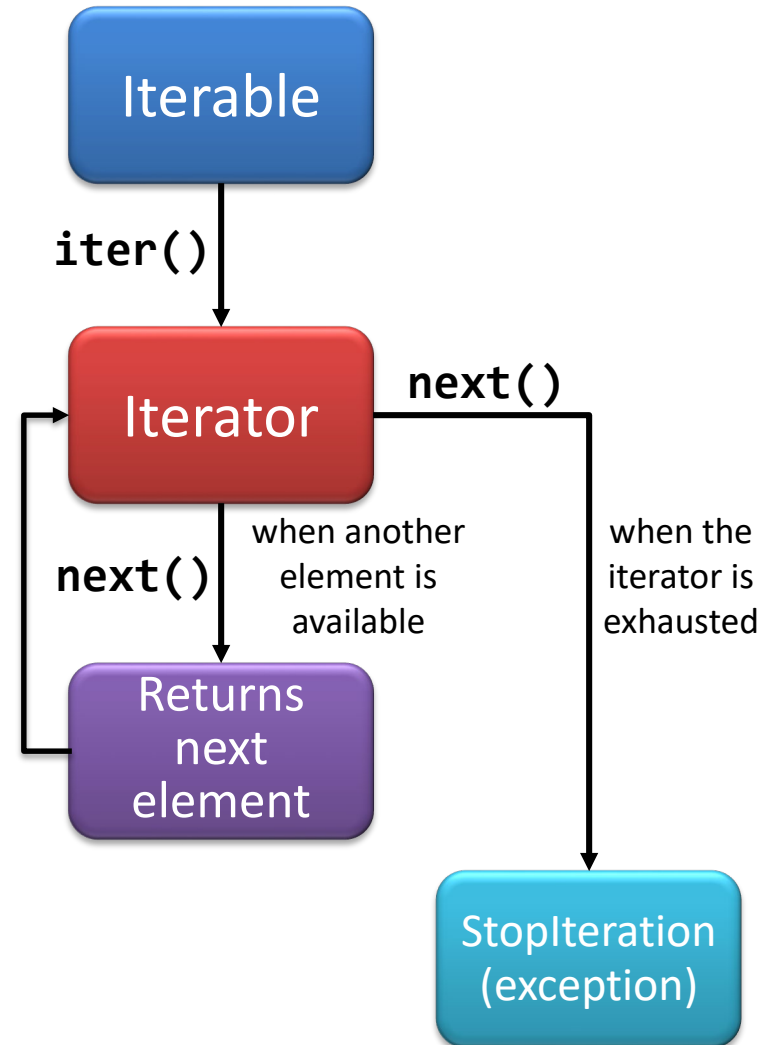 Iterable
iter()
Iterator
next()
next()
when another
element is
available
when the
iterator is
exhausted
Returns
next
element
StopIteration
(exception)